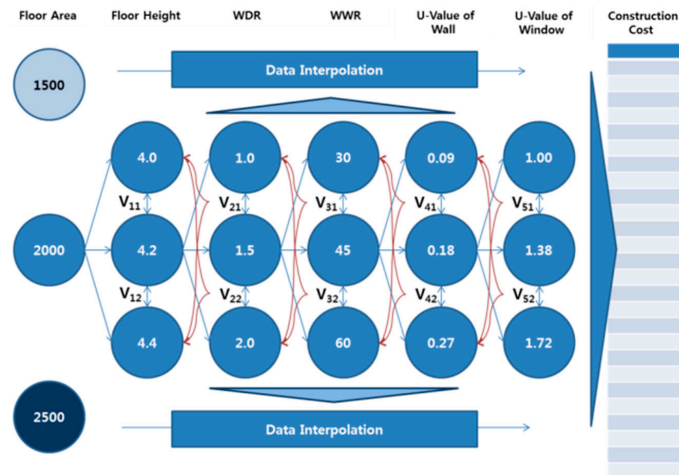 Floor Area
Floor Height
WDR
WWR
U-Value of
Wall
U-Value of
Window
Construction
Cost
1500
Data Interpolation
4.0
1.0
30
0.09
1.00
V11
V21
V31
V41
V51
2000
4.2
1.5
45
0.18
1.38
V12
V22
V32
V42
V52
4.4
2.0
60
0.27
1.72
2500
Data Interpolation